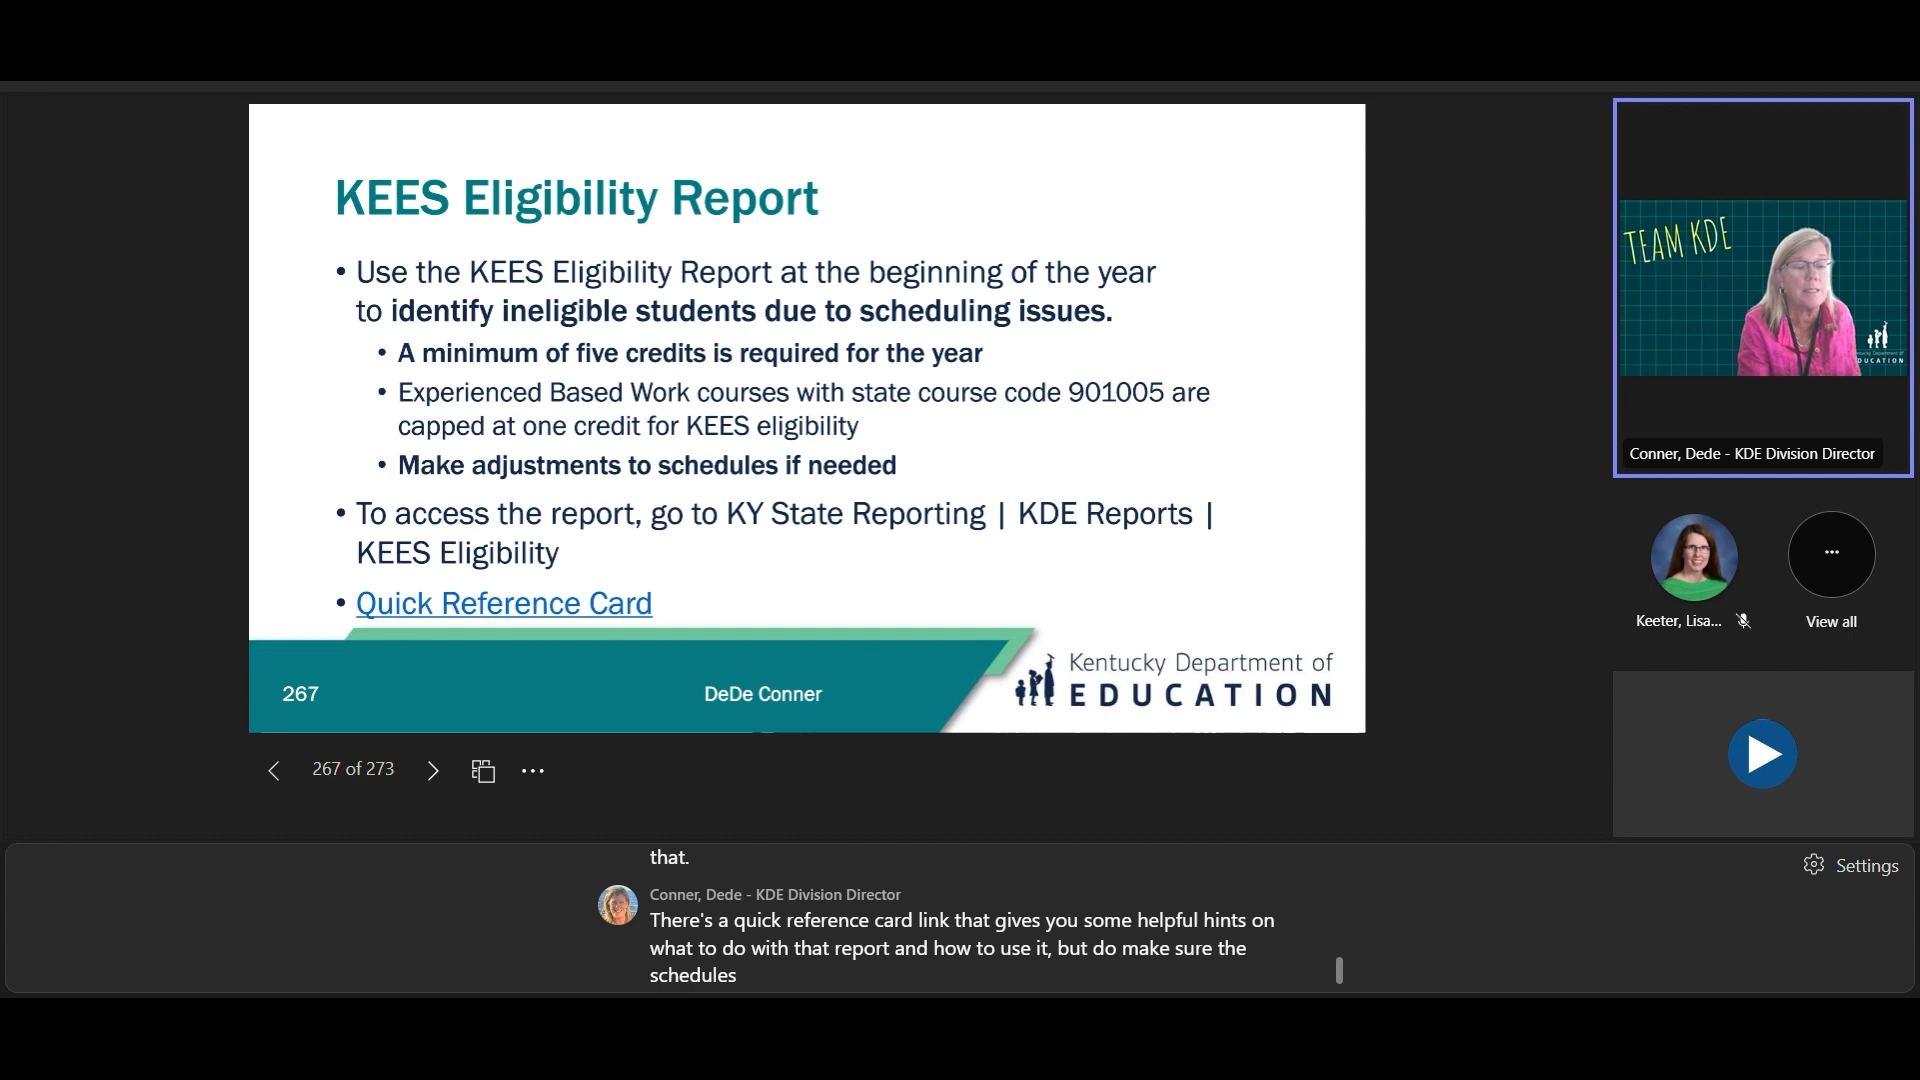 KEES Eligibility Report
• Use the KEES Eligibility Report at the beginning of the year
to identify ineligible students due to scheduling issues.
• A minimum of five credits is required for the year
• Experienced Based Work courses with state course code 901005 are
capped at one credit for KEES eligibility
• Make adjustments to schedules if needed
• To access the report, go to KY State Reporting | KDE Reports |
KEES Eligibility
• Quick Reference Card
267
DeDe Conner
Kentucky Department of
EDUCATION
267 of 273
TEAM KDE
Kentucky Department of
EDUCATION
Conner, Dede - KDE Division Director
Keeter, Lisa...
View all
Settings
that.
Conner, Dede - KDE Division Director
There's a quick reference card link that gives you some helpful hints on
what to do with that report and how to use it, but do make sure the
schedules